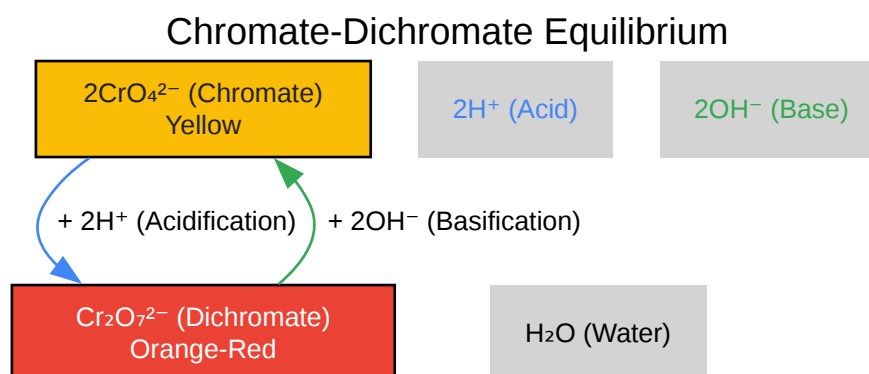 Chromate-Dichromate Equilibrium
2CrO₄²⁻ (Chromate)
Yellow
2H⁺ (Acid)
2OH⁻ (Base)
+ 2H⁺ (Acidification)
+ 2OH⁻ (Basification)
Cr₂O₇²⁻ (Dichromate)
Orange-Red
H₂O (Water)